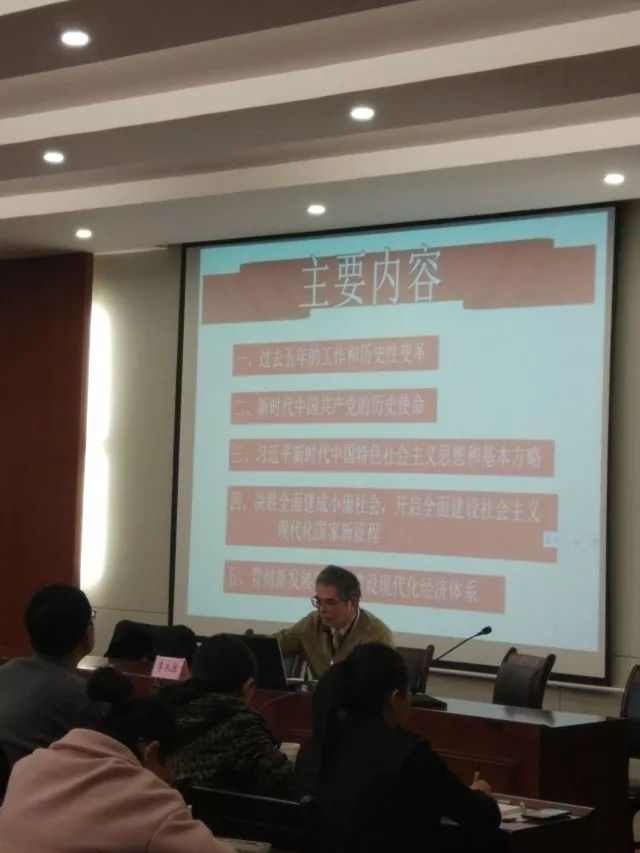 主要内容
一、过去五年的工作和历史性变革
二、新时代中国共产党的历史使命
三、习近平新时代中国特色社会主义思想和基本方略
四、决胜全面建成小康社会，开启全面建设社会主义
现代化国家新征程
五、贯彻新发展 设现代化经济体系